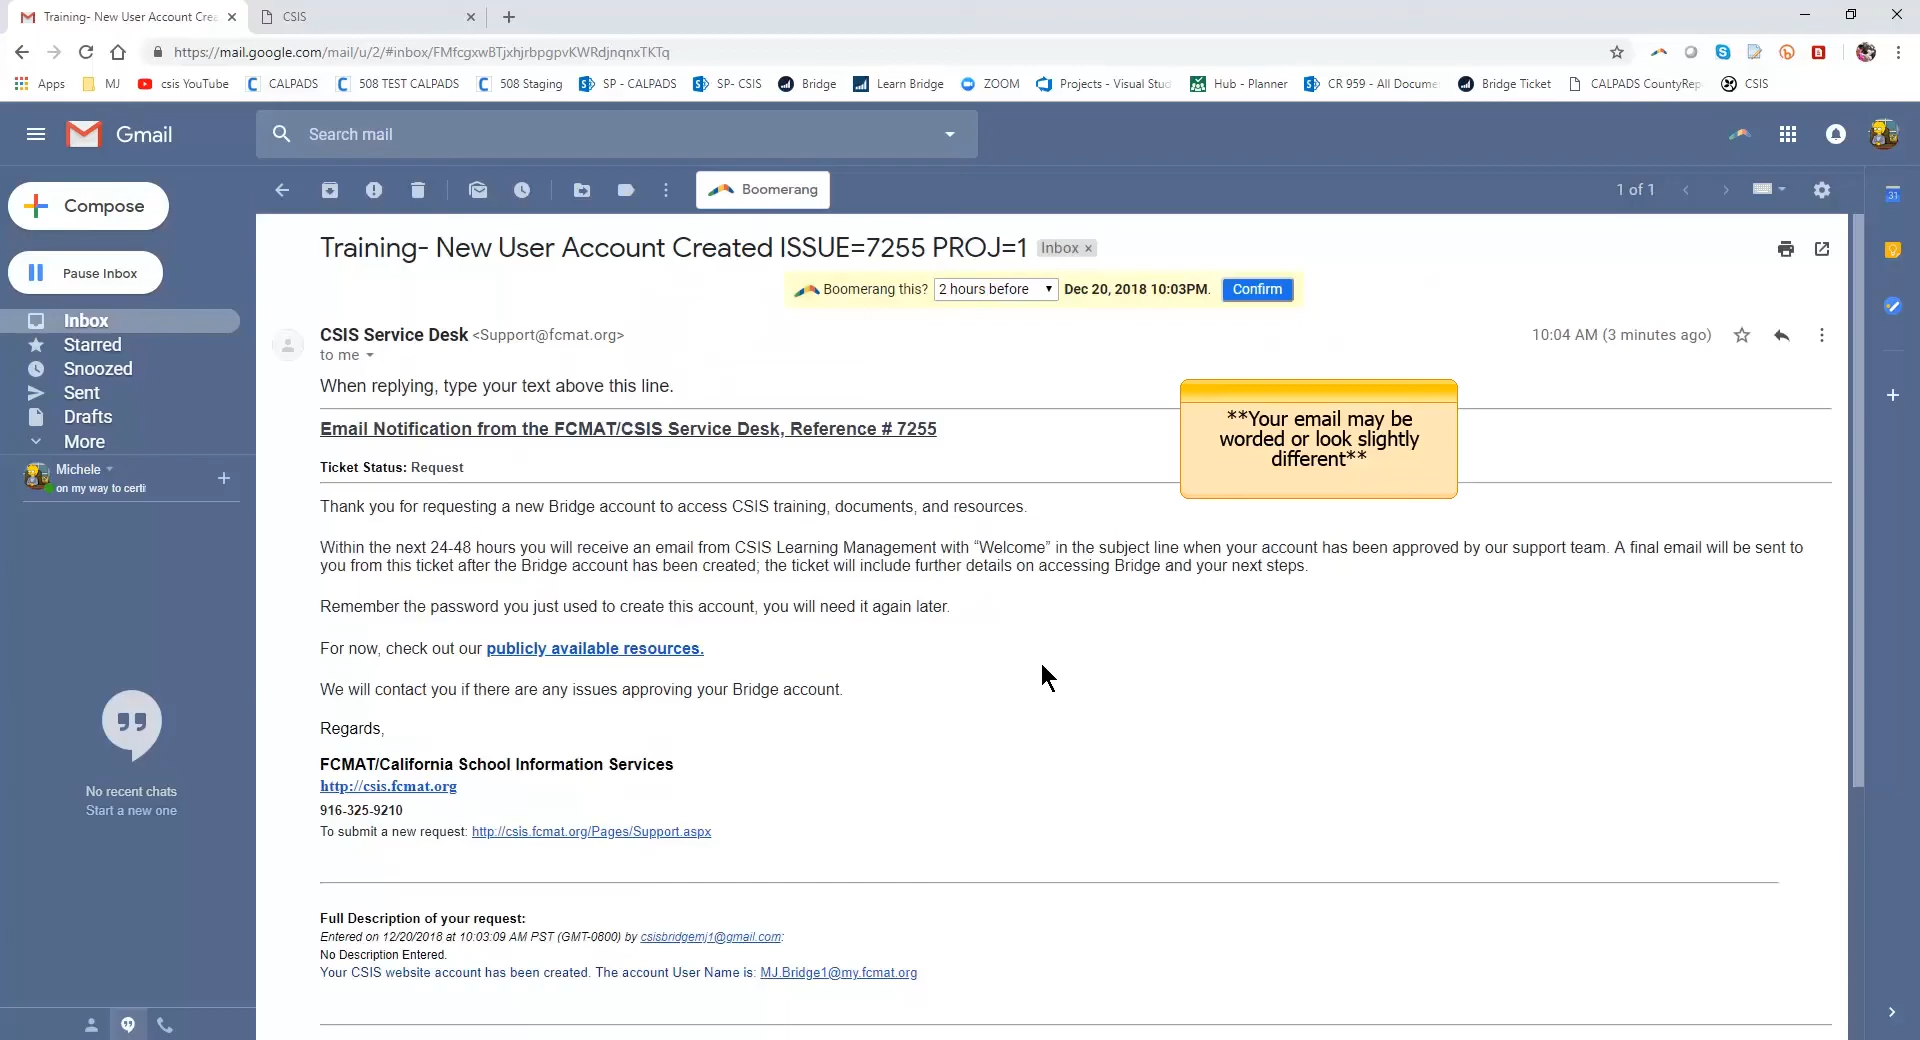 Training- New User Account Crea
CSIS
https://mail.google.com/mail/u/2/#inbox/FMfcgxwBTjxhjrbpgpvKWRdjnqnxTKTq
Apps
MJ
csis YouTube
CALPADS
508 TEST CALPADS
508 Staging
SP - CALPADS
SP- CSIS
Bridge
Learn Bridge
ZOOM
Projects - Visual Stud
Hub - Planner
CR 959 - All Docume
Bridge Ticket
CALPADS CountyRep
CSIS
Gmail
Search mail
Compose
Boomerang
1 of 1
31
Pause Inbox
Inbox
Starred
Snoozed
Sent
Drafts
More
Michele
on my way to certi
No recent chats
Start a new one
Training- New User Account Created ISSUE=7255 PROJ=1 Inbox ×
Boomerang this? 2 hours before Dec 20, 2018 10:03PM. Confirm
CSIS Service Desk <Support@fcmat.org>
10:04 AM (3 minutes ago)
to me
When replying, type your text above this line.
**Your email may be
worded or look slightly
different**
Email Notification from the FCMAT/CSIS Service Desk, Reference # 7255
Ticket Status: Request
Thank you for requesting a new Bridge account to access CSIS training, documents, and resources.
Within the next 24-48 hours you will receive an email from CSIS Learning Management with “Welcome” in the subject line when your account has been approved by our support team. A final email will be sent to
you from this ticket after the Bridge account has been created; the ticket will include further details on accessing Bridge and your next steps.
Remember the password you just used to create this account, you will need it again later.
For now, check out our publicly available resources.
We will contact you if there are any issues approving your Bridge account.
Regards,
FCMAT/California School Information Services
http://csis.fcmat.org
916-325-9210
To submit a new request: http://csis.fcmat.org/Pages/Support.aspx
Full Description of your request:
Entered on 12/20/2018 at 10:03:09 AM PST (GMT-0800) by csisbridgemj1@gmail.com:
No Description Entered.
Your CSIS website account has been created. The account User Name is: MJ.Bridge1@my.fcmat.org